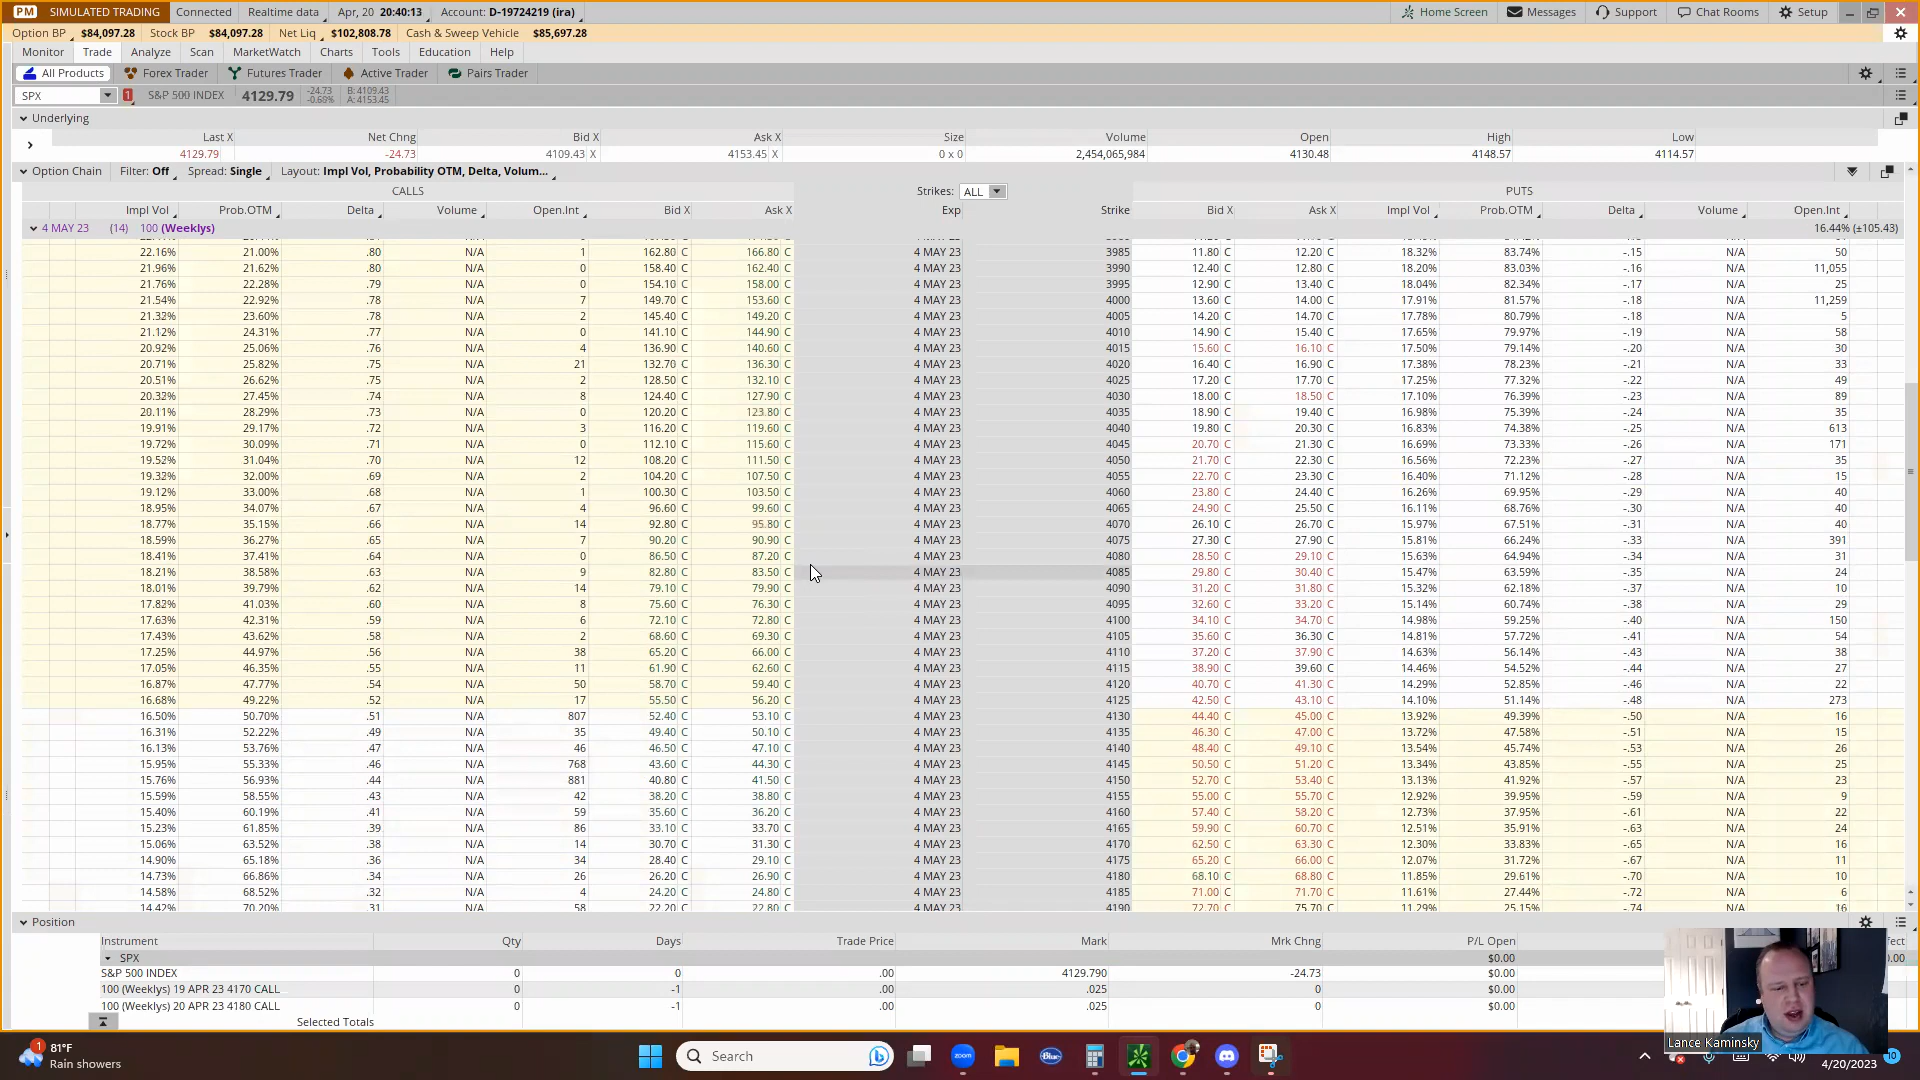 PM SIMULATED TRADING Connected Realtime data Apr, 20 20:40:13 Account: D-19724219 (ira) Home Screen Messages Support Chat Rooms Setup
Option BP $84,097.28 Stock BP $84,097.28 Net Liq $102,808.78 Cash & Sweep Vehicle $85,697.28
Monitor Trade Analyze Scan MarketWatch Charts Tools Education Help
All Products Forex Trader Futures Trader Active Trader Pairs Trader
SPX 1 S&P 500 INDEX 4129.79 -24.73 -0.60% B: 4109.43 A: 4153.45
Underlying
Last X Net Chng Bid X Ask X Size Volume Open High Low
4129.79 -24.73 4109.43 X 4153.45 X 0 x 0 2,454,065,984 4130.48 4148.57 4114.57
Option Chain Filter: Off Spread: Single Layout: Impl Vol, Probability OTM, Delta, Volum...
CALLS Strikes: ALL PUTS
Impl Vol Prob.OTM Delta Volume Open.Int Bid X Ask X Exp Strike Bid X Ask X Impl Vol Prob.OTM Delta Volume Open.Int
4 MAY 23 (14) 100 (Weeklys) 16.44% (±105.43)
22.16% 21.00% .80 N/A 1 162.80 C 166.80 C 4 MAY 23 3985 11.80 C 12.20 C 18.32% 83.74% -.15 N/A 50
21.96% 21.62% .80 N/A 0 158.40 C 162.40 C 4 MAY 23 3990 12.40 C 12.80 C 18.20% 83.03% -.16 N/A 11,055
21.76% 22.28% .79 N/A 0 154.10 C 158.00 C 4 MAY 23 3995 12.90 C 13.40 C 18.04% 82.34% -.17 N/A 25
21.54% 22.92% .78 N/A 7 149.70 C 153.60 C 4 MAY 23 4000 13.60 C 14.00 C 17.91% 81.57% -.18 N/A 11,259
21.32% 23.60% .78 N/A 2 145.40 C 149.20 C 4 MAY 23 4005 14.20 C 14.70 C 17.78% 80.79% -.18 N/A 5
21.12% 24.31% .77 N/A 0 141.10 C 144.90 C 4 MAY 23 4010 14.90 C 15.40 C 17.65% 79.97% -.19 N/A 58
20.92% 25.06% .76 N/A 4 136.90 C 140.60 C 4 MAY 23 4015 15.60 C 16.10 C 17.50% 79.14% -.20 N/A 30
20.71% 25.82% .75 N/A 21 132.70 C 136.30 C 4 MAY 23 4020 16.40 C 16.90 C 17.38% 78.23% -.21 N/A 33
20.51% 26.62% .75 N/A 2 128.50 C 132.10 C 4 MAY 23 4025 17.20 C 17.70 C 17.25% 77.32% -.22 N/A 49
20.32% 27.45% .74 N/A 8 124.40 C 127.90 C 4 MAY 23 4030 18.00 C 18.50 C 17.10% 76.39% -.23 N/A 89
20.11% 28.29% .73 N/A 0 120.20 C 123.80 C 4 MAY 23 4035 18.90 C 19.40 C 16.98% 75.39% -.24 N/A 35
19.91% 29.17% .72 N/A 3 116.20 C 119.60 C 4 MAY 23 4040 19.80 C 20.30 C 16.83% 74.38% -.25 N/A 613
19.72% 30.09% .71 N/A 0 112.10 C 115.60 C 4 MAY 23 4045 20.70 C 21.30 C 16.69% 73.33% -.26 N/A 171
19.52% 31.04% .70 N/A 12 108.20 C 111.50 C 4 MAY 23 4050 21.70 C 22.30 C 16.56% 72.23% -.27 N/A 35
19.33% 32.00% .69 N/A 2 104.20 C 107.50 C 4 MAY 23 4055 22.70 C 23.30 C 16.40% 71.12% -.28 N/A 15
19.12% 33.00% .68 N/A 1 100.30 C 103.50 C 4 MAY 23 4060 23.80 C 24.40 C 16.26% 69.95% -.29 N/A 40
18.95% 34.07% .67 N/A 4 96.60 C 99.60 C 4 MAY 23 4065 24.90 C 25.50 C 16.11% 68.76% -.30 N/A 40
18.77% 35.15% .66 N/A 14 92.80 C 95.80 C 4 MAY 23 4070 26.10 C 26.70 C 15.97% 67.51% -.31 N/A 40
18.59% 36.27% .65 N/A 7 90.20 C 90.90 C 4 MAY 23 4075 27.30 C 27.90 C 15.81% 66.24% -.33 N/A 391
18.41% 37.41% .64 N/A 0 86.50 C 87.20 C 4 MAY 23 4080 28.50 C 29.10 C 15.63% 64.94% -.34 N/A 31
18.21% 38.58% .63 N/A 9 82.80 C 83.50 C 4 MAY 23 4085 29.80 C 30.40 C 15.47% 63.59% -.35 N/A 24
18.01% 39.79% .62 N/A 14 79.10 C 79.90 C 4 MAY 23 4090 31.20 C 31.80 C 15.32% 62.18% -.37 N/A 10
17.82% 41.03% .60 N/A 8 75.60 C 76.30 C 4 MAY 23 4095 32.60 C 33.20 C 15.14% 60.74% -.38 N/A 29
17.63% 42.31% .59 N/A 6 72.10 C 72.80 C 4 MAY 23 4100 34.10 C 34.70 C 14.98% 59.25% -.40 N/A 150
17.43% 43.62% .58 N/A 2 68.60 C 69.30 C 4 MAY 23 4105 35.60 C 36.30 C 14.81% 57.72% -.41 N/A 54
17.25% 44.97% .56 N/A 38 65.20 C 66.00 C 4 MAY 23 4110 37.20 C 37.90 C 14.63% 56.14% -.43 N/A 38
17.05% 46.35% .55 N/A 11 61.90 C 62.60 C 4 MAY 23 4115 38.90 C 39.60 C 14.46% 54.52% -.44 N/A 27
16.87% 47.77% .54 N/A 50 58.70 C 59.40 C 4 MAY 23 4120 40.70 C 41.30 C 14.29% 52.85% -.46 N/A 22
16.68% 49.22% .52 N/A 17 55.50 C 56.20 C 4 MAY 23 4125 42.50 C 43.10 C 14.10% 51.14% -.48 N/A 273
16.50% 50.70% .51 N/A 807 52.40 C 53.10 C 4 MAY 23 4130 44.40 C 45.00 C 13.92% 49.39% -.50 N/A 16
16.31% 52.22% .49 N/A 35 49.40 C 50.10 C 4 MAY 23 4135 46.30 C 47.00 C 13.72% 47.58% -.51 N/A 15
16.13% 53.76% .47 N/A 46 46.50 C 47.10 C 4 MAY 23 4140 48.40 C 49.10 C 13.54% 45.74% -.53 N/A 26
15.95% 55.33% .46 N/A 768 43.60 C 44.30 C 4 MAY 23 4145 50.50 C 51.20 C 13.34% 43.85% -.55 N/A 25
15.76% 56.93% .44 N/A 881 40.80 C 41.50 C 4 MAY 23 4150 52.70 C 53.40 C 13.13% 41.92% -.57 N/A 23
15.59% 58.55% .43 N/A 42 38.20 C 38.80 C 4 MAY 23 4155 55.00 C 55.70 C 12.92% 39.95% -.59 N/A 9
15.40% 60.19% .41 N/A 59 35.60 C 36.20 C 4 MAY 23 4160 57.40 C 58.20 C 12.73% 37.95% -.61 N/A 22
15.23% 61.85% .39 N/A 86 33.10 C 33.70 C 4 MAY 23 4165 59.90 C 60.70 C 12.51% 35.91% -.63 N/A 24
15.06% 63.52% .38 N/A 14 30.70 C 31.30 C 4 MAY 23 4170 62.50 C 63.30 C 12.30% 33.83% -.65 N/A 16
14.90% 65.18% .36 N/A 34 28.40 C 29.10 C 4 MAY 23 4175 65.20 C 66.00 C 12.07% 31.72% -.67 N/A 11
14.73% 66.86% .34 N/A 26 26.20 C 26.90 C 4 MAY 23 4180 68.10 C 68.80 C 11.85% 29.61% -.70 N/A 10
14.58% 68.52% .32 N/A 4 24.20 C 24.80 C 4 MAY 23 4185 71.00 C 71.70 C 11.61% 27.44% -.72 N/A 6
14.42% 70.20% .31 N/A 58 22.20 C 22.80 C 4 MAY 23 4190 72.70 C 75.70 C 11.29% 25.15% -.74 N/A 16
Position
Instrument Qty Days Trade Price Mark Mrk Chng P/L Open
SPX $0.00
S&P 500 INDEX 0 0 .00 4129.790 -24.73 $0.00
100 (Weeklys) 19 APR 23 4170 CALL 0 -1 .00 .025 0 $0.00
100 (Weeklys) 20 APR 23 4180 CALL 0 -1 .00 .025 0 $0.00
Selected Totals
Lance Kaminsky
1 81°F
Rain showers
Search
zoom
Blue
4/20/2023
10